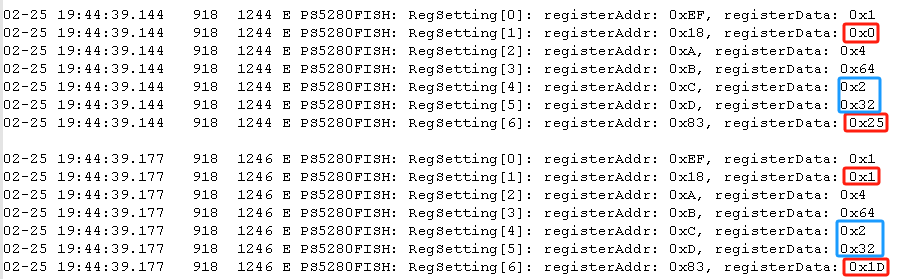 02-25 19:44:39.144 918 1244 E PS5280FISH: RegSetting[0]: registerAddr: 0xEF, registerData: 0x1
02-25 19:44:39.144 918 1244 E PS5280FISH: RegSetting[1]: registerAddr: 0x18, registerData: 0x0
02-25 19:44:39.144 918 1244 E PS5280FISH: RegSetting[2]: registerAddr: 0xA, registerData: 0x4
02-25 19:44:39.144 918 1244 E PS5280FISH: RegSetting[3]: registerAddr: 0xB, registerData: 0x64
02-25 19:44:39.144 918 1244 E PS5280FISH: RegSetting[4]: registerAddr: 0xC, registerData: 0x2
02-25 19:44:39.144 918 1244 E PS5280FISH: RegSetting[5]: registerAddr: 0xD, registerData: 0x32
02-25 19:44:39.144 918 1244 E PS5280FISH: RegSetting[6]: registerAddr: 0x83, registerData: 0x25
02-25 19:44:39.177 918 1246 E PS5280FISH: RegSetting[0]: registerAddr: 0xEF, registerData: 0x1
02-25 19:44:39.177 918 1246 E PS5280FISH: RegSetting[1]: registerAddr: 0x18, registerData: 0x1
02-25 19:44:39.177 918 1246 E PS5280FISH: RegSetting[2]: registerAddr: 0xA, registerData: 0x4
02-25 19:44:39.177 918 1246 E PS5280FISH: RegSetting[3]: registerAddr: 0xB, registerData: 0x64
02-25 19:44:39.177 918 1246 E PS5280FISH: RegSetting[4]: registerAddr: 0xC, registerData: 0x2
02-25 19:44:39.177 918 1246 E PS5280FISH: RegSetting[5]: registerAddr: 0xD, registerData: 0x32
02-25 19:44:39.177 918 1246 E PS5280FISH: RegSetting[6]: registerAddr: 0x83, registerData: 0x1D